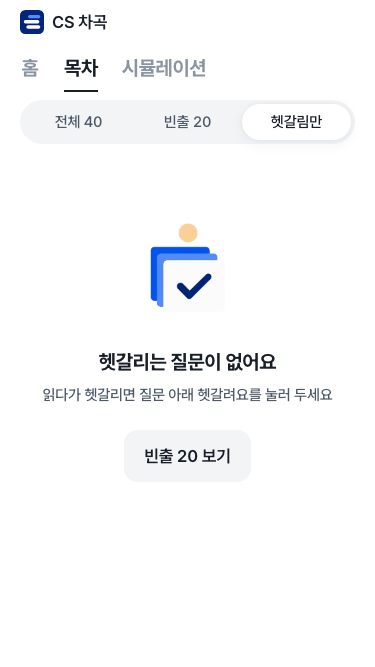 CS 차곡
홈 목차 시뮬레이션
전체 40 빈출 20 헷갈림만
헷갈리는 질문이 없어요
읽다가 헷갈리면 질문 아래 헷갈려요를 눌러 두세요
빈출 20 보기